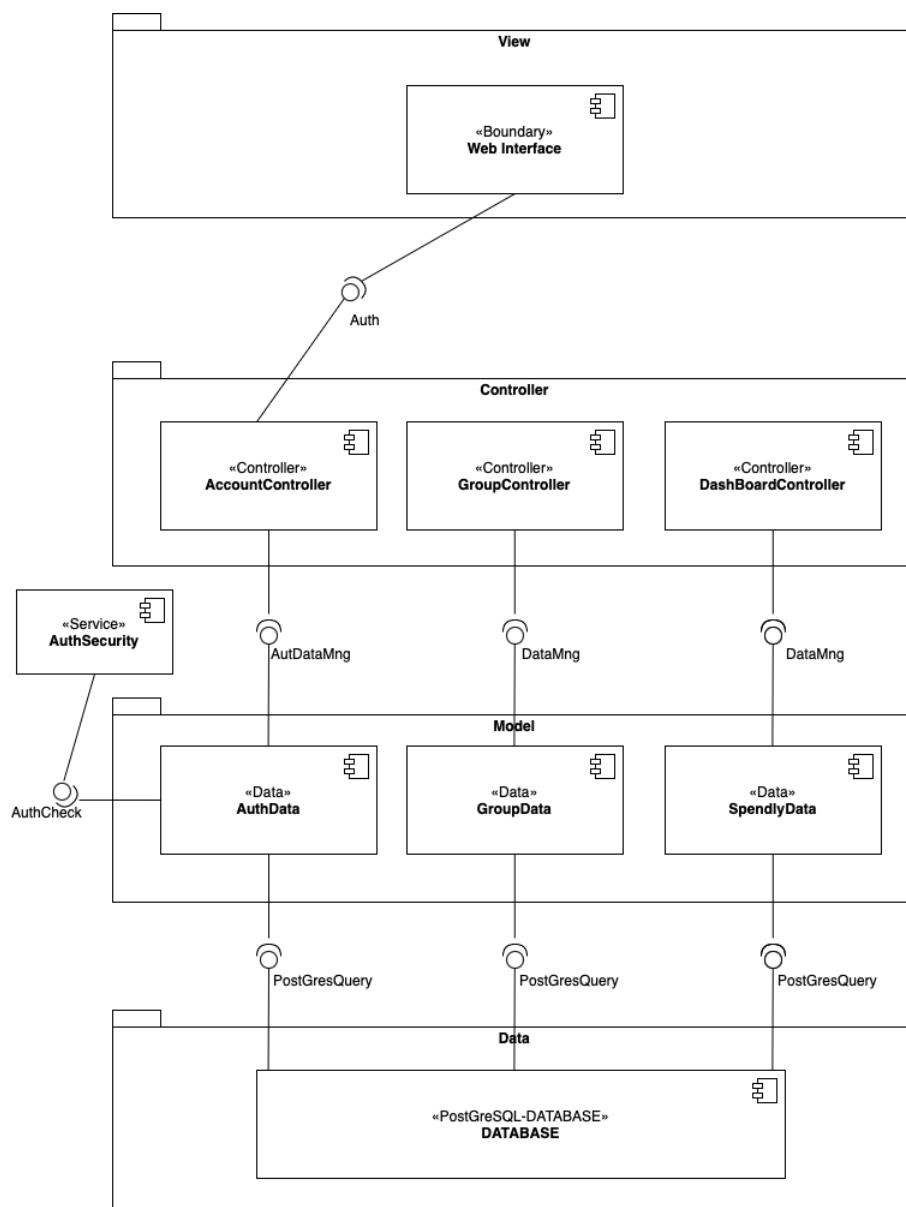 View
«Boundary»
Web Interface
Auth
Controller
«Controller»
AccountController
«Controller»
GroupController
«Controller»
DashBoardController
«Service»
AuthSecurity
AutDataMng
DataMng
DataMng
Model
AuthCheck
«Data»
AuthData
«Data»
GroupData
«Data»
SpendlyData
PostGresQuery
PostGresQuery
PostGresQuery
Data
«PostGreSQL-DATABASE»
DATABASE